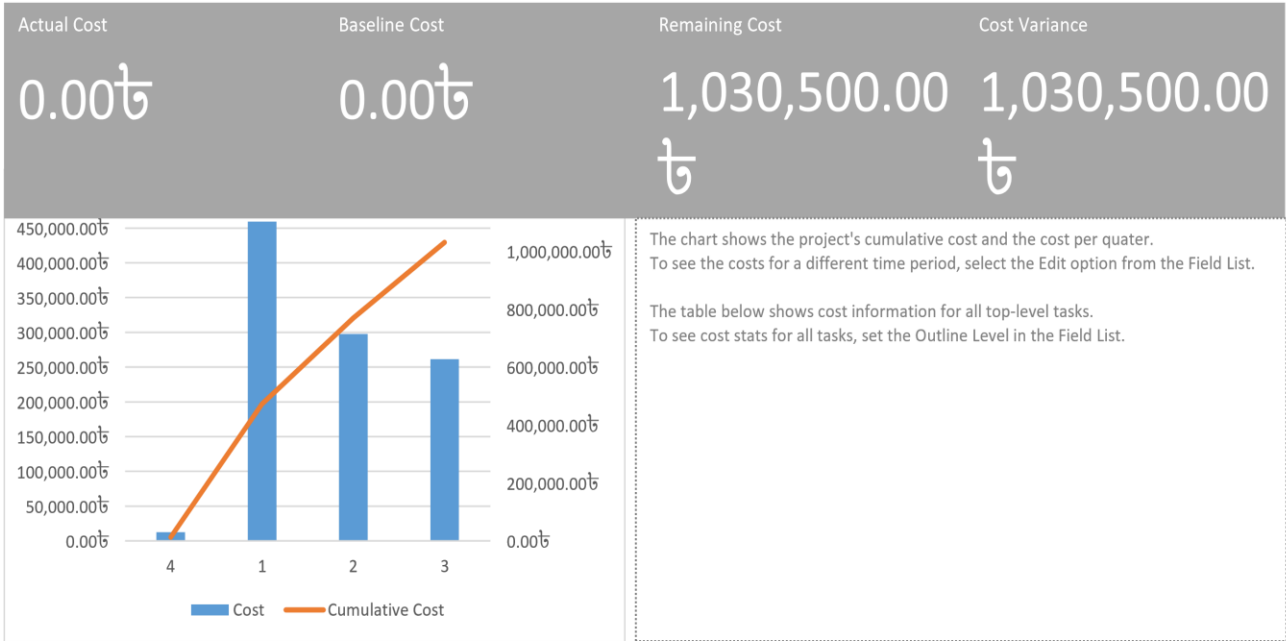 Actual Cost
Baseline Cost
Remaining Cost
Cost Variance
0.00৳
0.00৳
1,030,500.00
৳
1,030,500.00
৳
450,000.00৳
400,000.00৳
350,000.00৳
300,000.00৳
250,000.00৳
200,000.00৳
150,000.00৳
100,000.00৳
50,000.00৳
0.00৳
1,000,000.00৳
800,000.00৳
600,000.00৳
400,000.00৳
200,000.00৳
0.00৳
4 1 2 3
Cost Cumulative Cost
The chart shows the project's cumulative cost and the cost per quater.
To see the costs for a different time period, select the Edit option from the Field List.
The table below shows cost information for all top-level tasks.
To see cost stats for all tasks, set the Outline Level in the Field List.